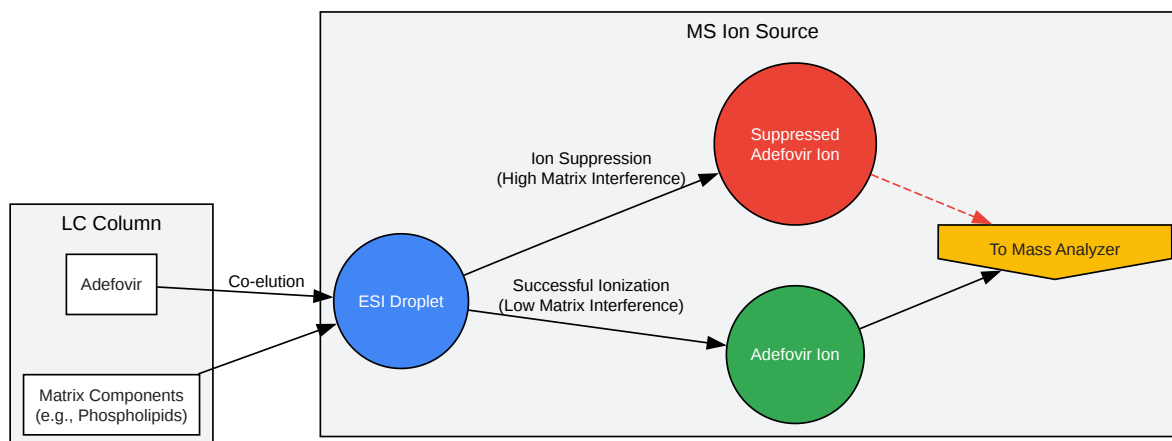 MS Ion Source
Suppressed
Adefovir Ion
Ion Suppression
(High Matrix Interference)
LC Column
Adefovir
Co-elution
ESI Droplet
Successful Ionization
(Low Matrix Interference)
To Mass Analyzer
Adefovir Ion
Matrix Components
(e.g., Phospholipids)